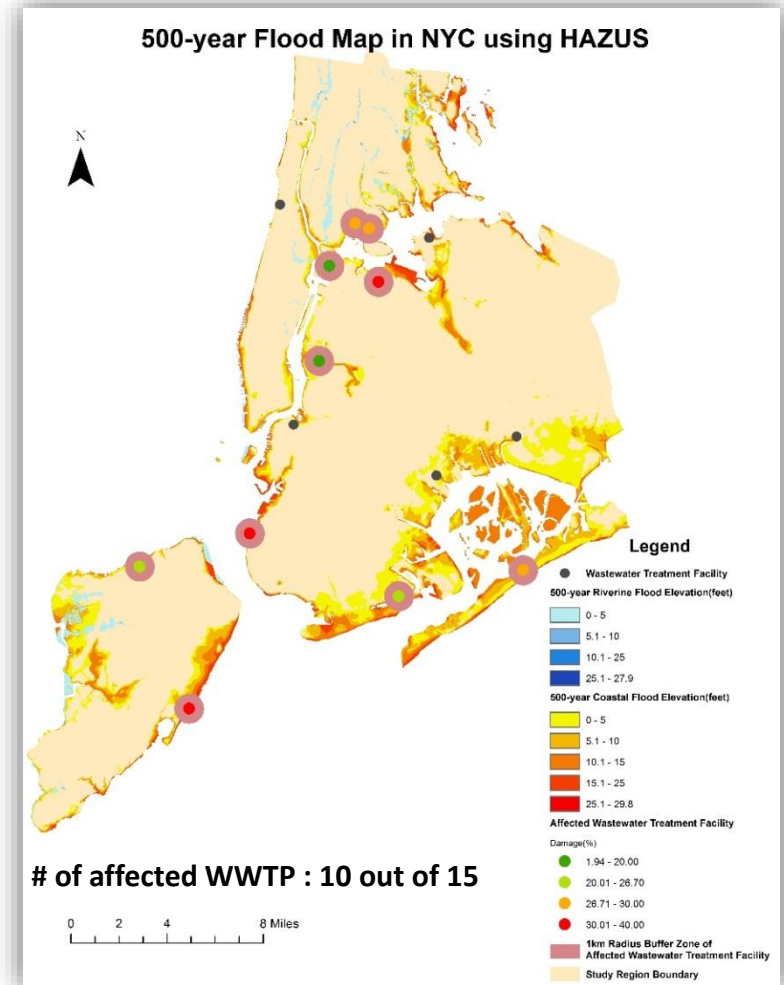 500-year Flood Map in NYC using HAZUS
N
Legend
Wastewater Treatment Facility
500-year Riverine Flood Elevation(feet)
0 - 5
5.1 - 10
10.1 - 25
25.1 - 27.9
500-year Coastal Flood Elevation(feet)
0 - 5
5.1 - 10
10.1 - 15
15.1 - 25
25.1 - 29.8
Affected Wastewater Treatment Facility
Damage(%)
1.94 - 20.00
20.01 - 26.70
26.71 - 30.00
30.01 - 40.00
1km Radius Buffer Zone of
Affected Wastewater Treatment Facility
Study Region Boundary
# of affected WWTP : 10 out of 15
0 2 4 8 Miles